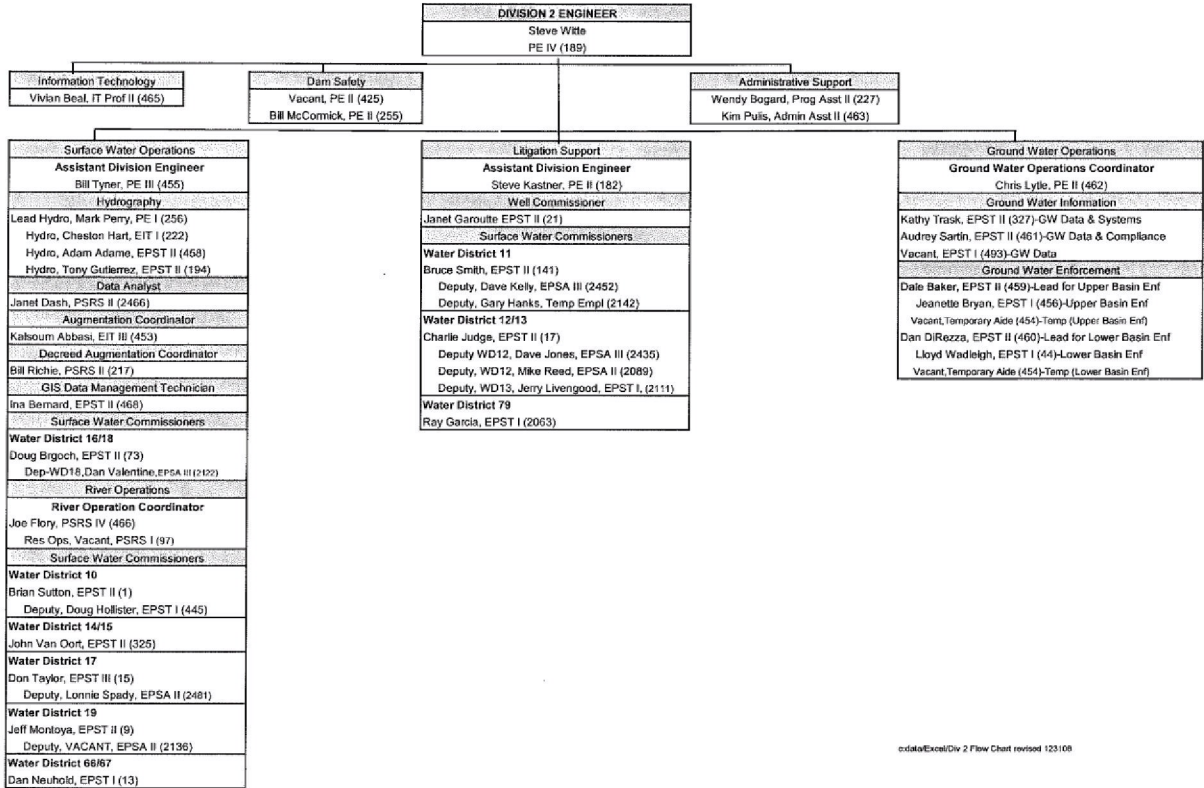 DIVISION 2 ENGINEER
Steve Witte
PE IV (189)
Information Technology
Vivian Beal, IT Prof II (465)
Dam Safety
Vacant, PE II (425)
Bill McCormick, PE II (255)
Administrative Support
Wendy Bogard, Prog Asst II (227)
Kim Pulis, Admin Asst II (463)
Surface Water Operations
Assistant Division Engineer
Bill Tyner, PE III (455)
Hydrography
Lead Hydro, Mark Perry, PE I (256)
Hydro, Cheston Hart, EIT I (222)
Hydro, Adam Adame, EPST II (458)
Hydro, Tony Gutierrez, EPST II (194)
Data Analyst
Janet Dash, PSRS II (2466)
Augmentation Coordinator
Kalsoum Abbasi, EIT III (453)
Decreed Augmentation Coordinator
Bill Richie, PSRS II (217)
GIS Data Management Technician
Ina Bernard, EPST II (468)
Surface Water Commissioners
Water District 16/18
Doug Brgoch, EPST II (73)
Dep-WD18,Dan Valentine,EPSA III (2122)
River Operations
River Operation Coordinator
Joe Flory, PSRS IV (466)
Res Ops, Vacant, PSRS I (97)
Surface Water Commissioners
Water District 10
Brian Sutton, EPST II (1)
Deputy, Doug Hollister, EPST I (445)
Water District 14/15
John Van Oort, EPST II (325)
Water District 17
Don Taylor, EPST III (15)
Deputy, Lonnie Spady, EPSA II (2481)
Water District 19
Jeff Montoya, EPST II (9)
Deputy, VACANT, EPSA II (2136)
Water District 66/67
Dan Neuhold, EPST I (13)
Litigation Support
Assistant Division Engineer
Steve Kastner, PE II (182)
Well Commissioner
Janet Garoutte EPST II (21)
Surface Water Commissioners
Water District 11
Bruce Smith, EPST II (141)
Deputy, Dave Kelly, EPSA III (2452)
Deputy, Gary Hanks, Temp Empl (2142)
Water District 12/13
Charlie Judge, EPST II (17)
Deputy WD12, Dave Jones, EPSA III (2435)
Deputy, WD12, Mike Reed, EPSA II (2089)
Deputy, WD13, Jerry Livengood, EPST I, (2111)
Water District 79
Ray Garcia, EPST I (2063)
Ground Water Operations
Ground Water Operations Coordinator
Chris Lytle, PE II (462)
Ground Water Information
Kathy Trask, EPST II (327)-GW Data & Systems
Audrey Sartin, EPST II (461)-GW Data & Compliance
Vacant, EPST I (493)-GW Data
Ground Water Enforcement
Dale Baker, EPST II (459)-Lead for Upper Basin Enf
Jeanette Bryan, EPST I (456)-Upper Basin Enf
Vacant,Temporary Aide (454)-Temp (Upper Basin Enf)
Dan DiRezza, EPST II (460)-Lead for Lower Basin Enf
Lloyd Wadleigh, EPST I (44)-Lower Basin Enf
Vacant,Temporary Aide (454)-Temp (Lower Basin Enf)
c:data/Excel/Div 2 Flow Chart revised 123108